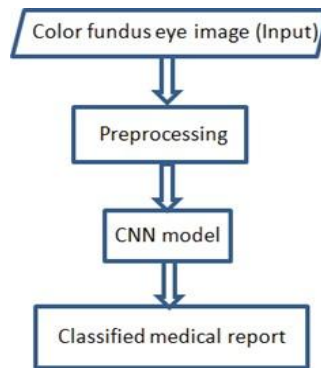 Color fundus eye image (Input)
Preprocessing
CNN model
Classified medical report